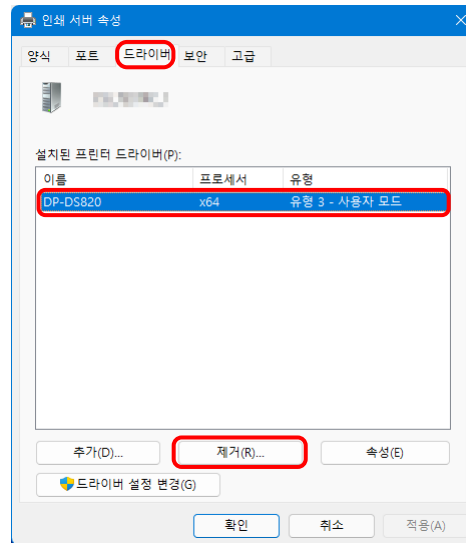 인쇄 서버 속성
양식 포트 드라이버 보안 고급
설치된 프린터 드라이버(P):
이름 프로세서 유형
DP-DS820 x64 유형 3 - 사용자 모드
추가(D)... 제거(R)... 속성(E)
드라이버 설정 변경(G)
확인 취소 적용(A)